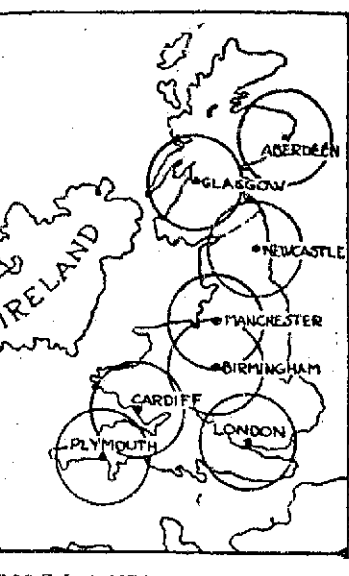 ABERDEEN
GLASGOW
NEWCASTLE
IRELAND
MANCHESTER
BIRMINGHAM
CARDIFF
LONDON
PLYMOUTH